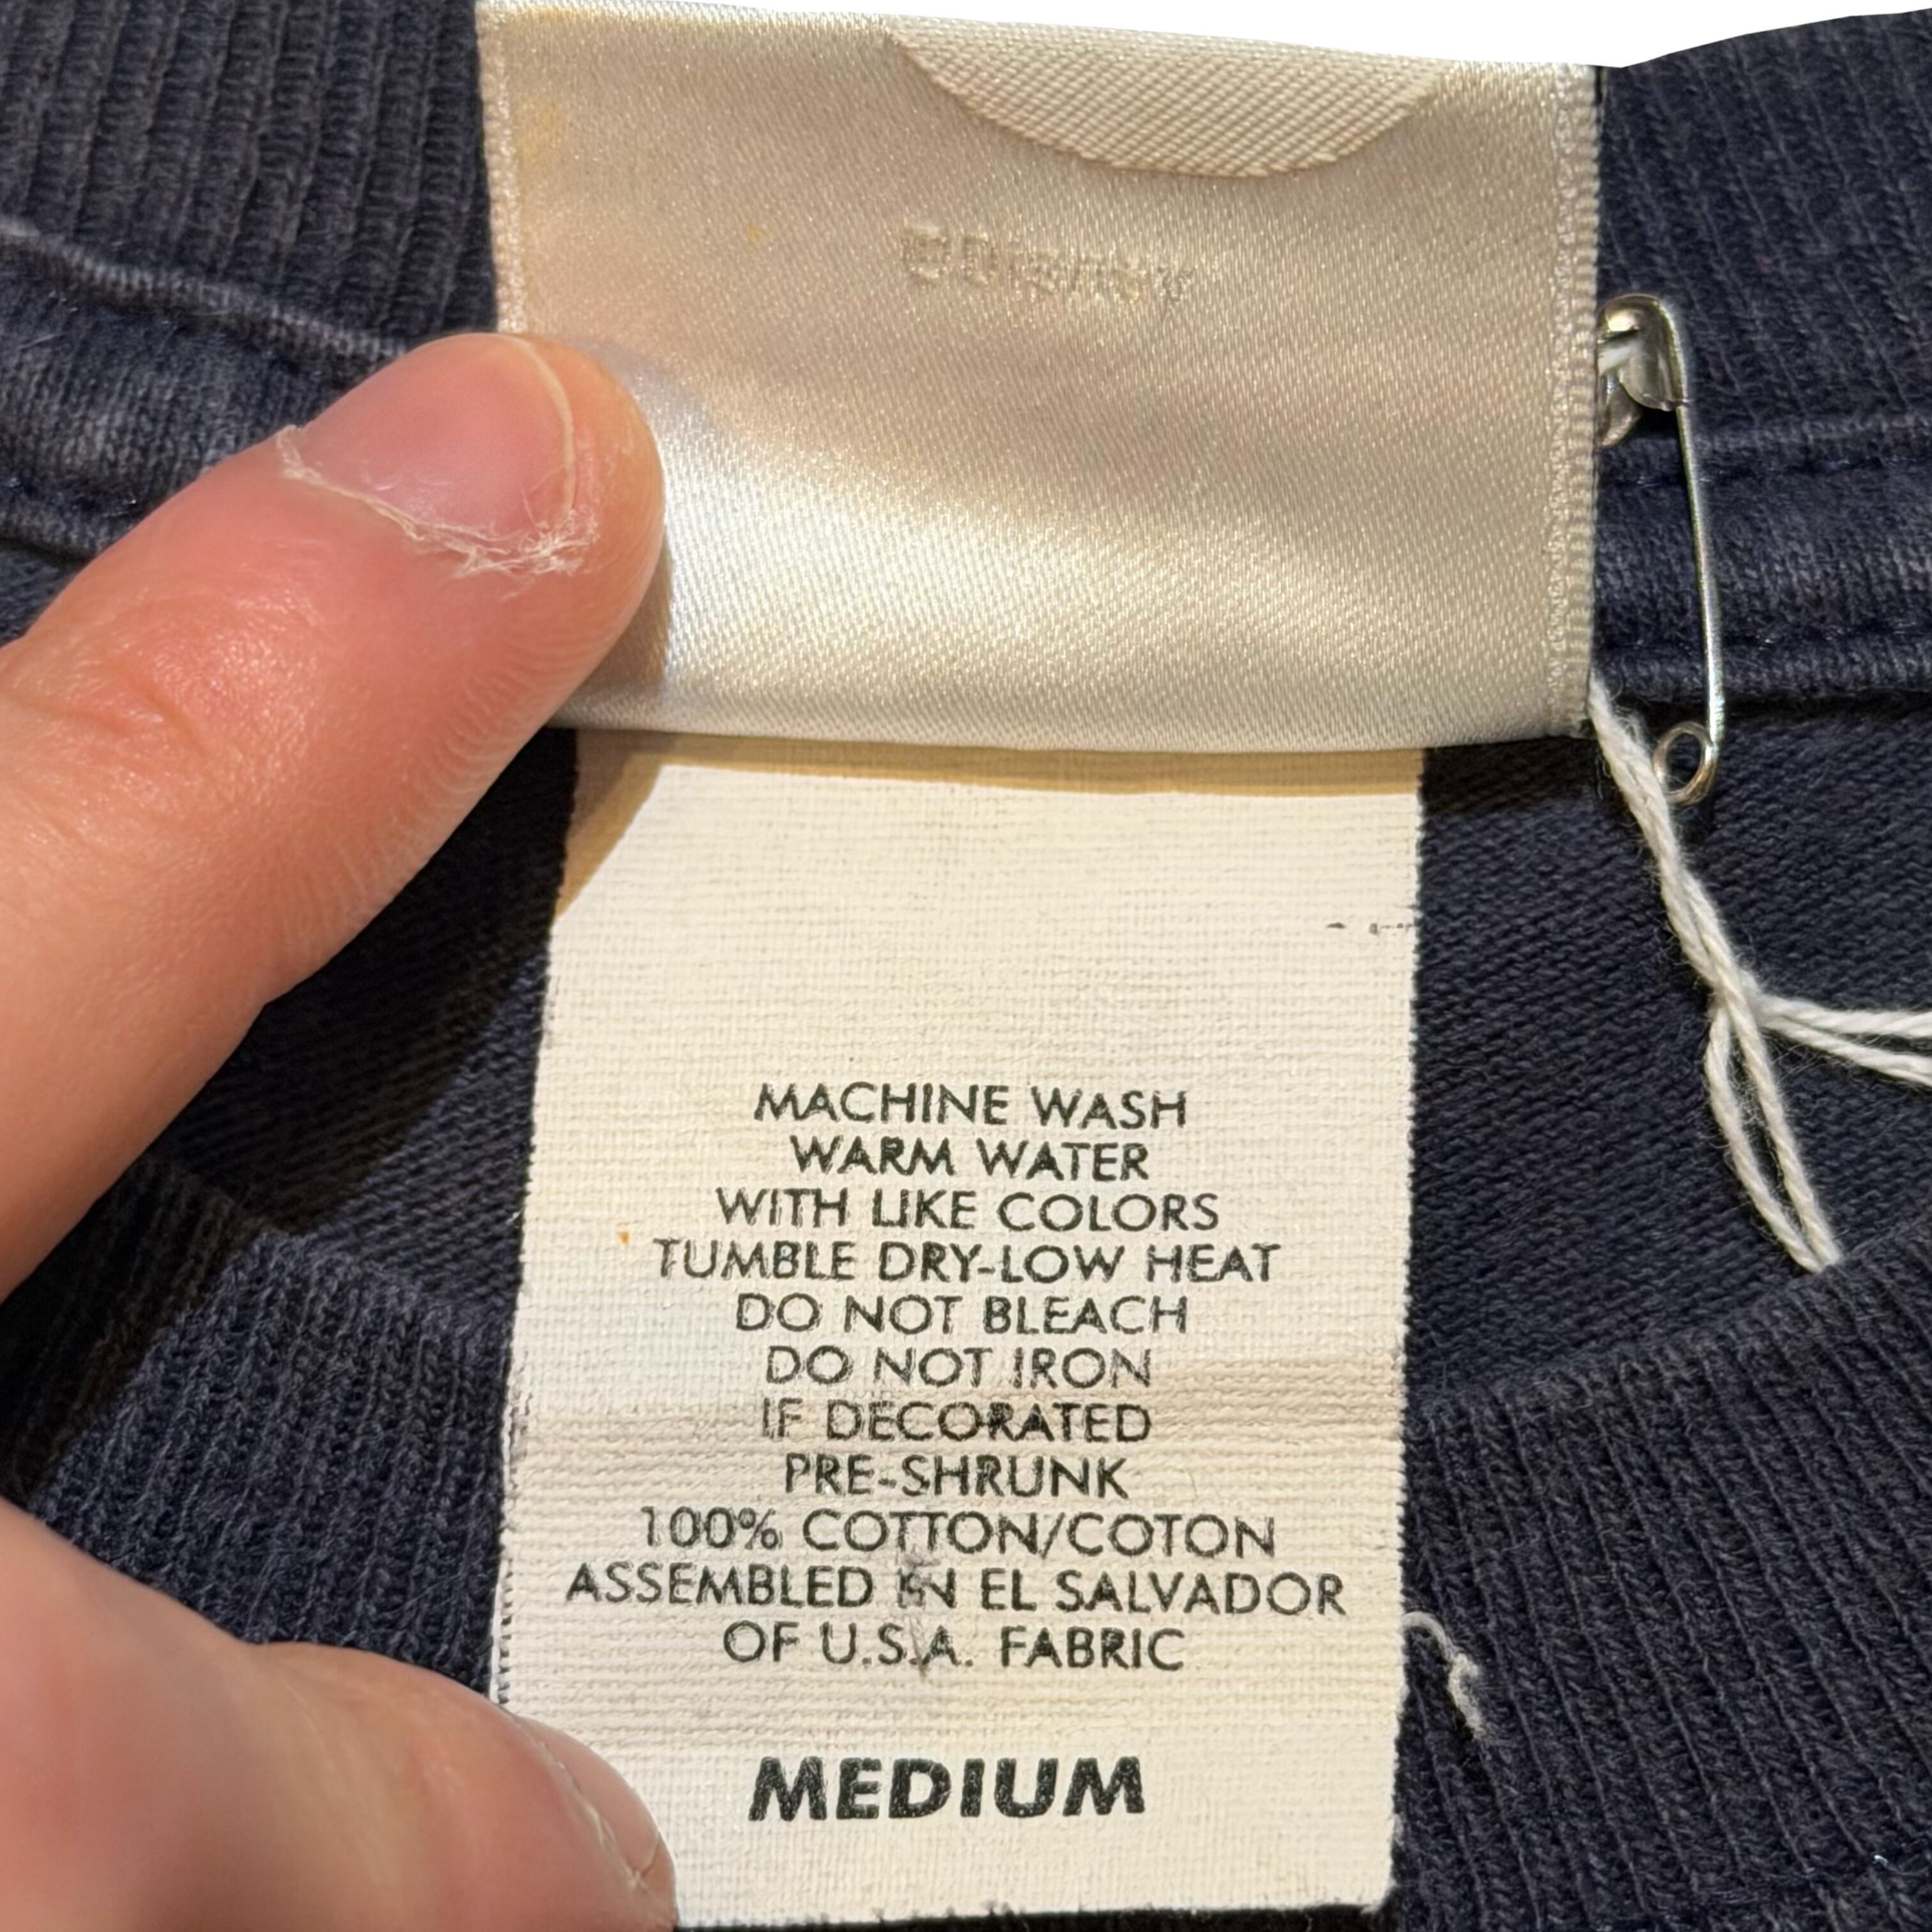 © Disney
MACHINE WASH
WARM WATER
WITH LIKE COLORS
TUMBLE DRY-LOW HEAT
DO NOT BLEACH
DO NOT IRON
IF DECORATED
PRE-SHRUNK
100% COTTON/COTON
ASSEMBLED IN EL SALVADOR
OF U.S.A. FABRIC
MEDIUM